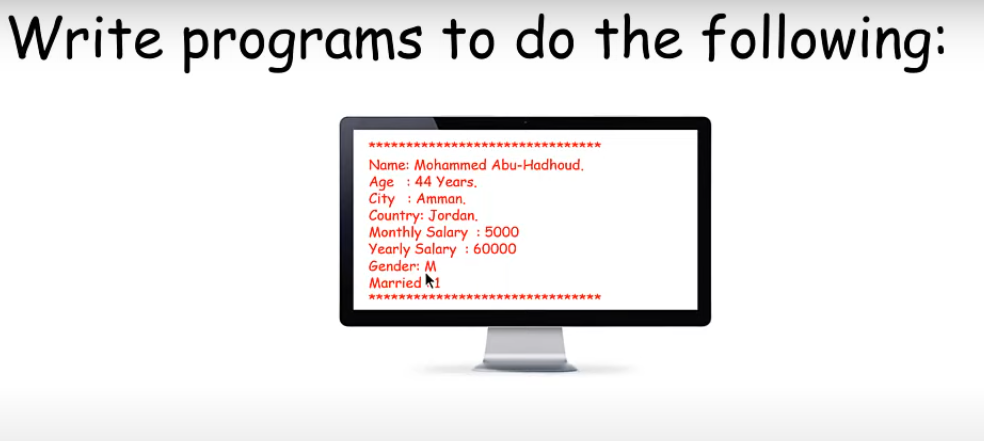 Write programs to do the following:
*******************************
Name: Mohammed Abu-Hadhoud.
Age : 44 Years.
City : Amman.
Country: Jordan.
Monthly Salary : 5000
Yearly Salary : 60000
Gender: M
Married 1
*******************************